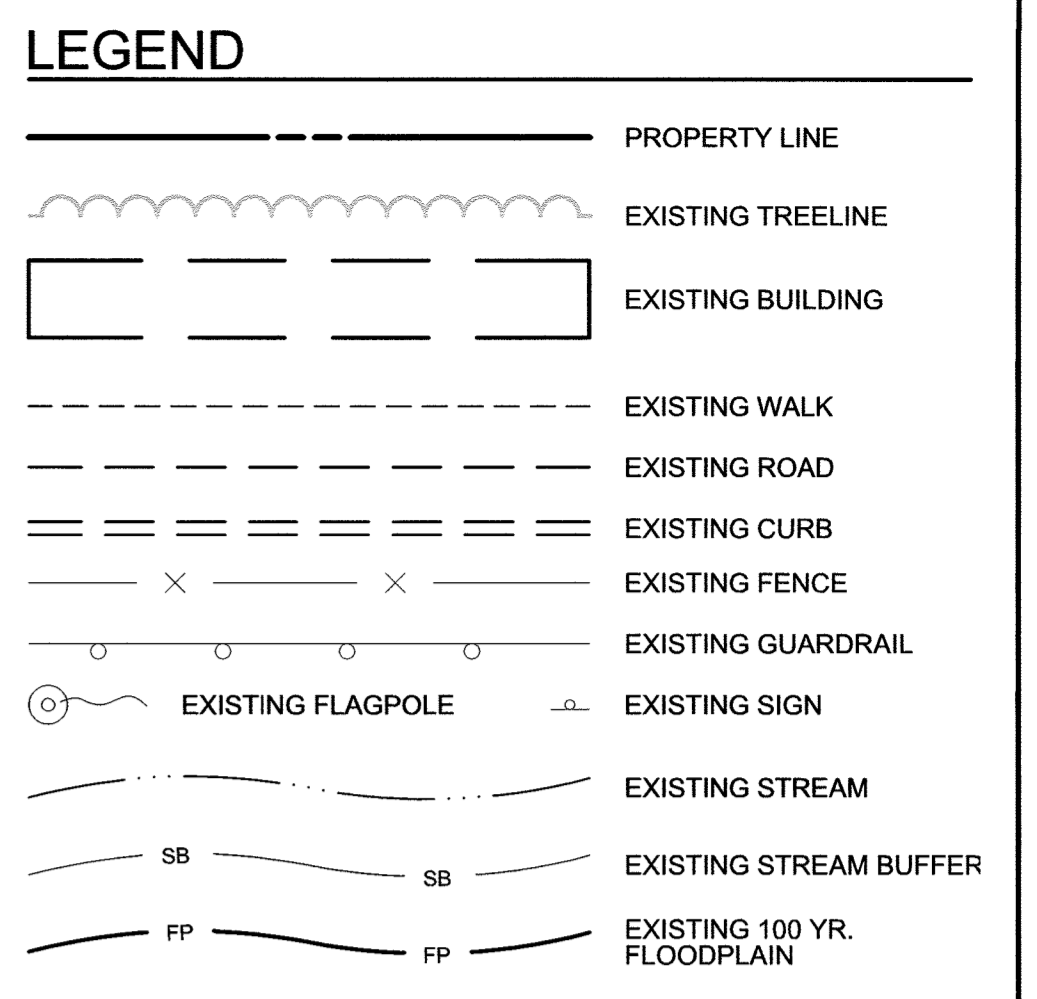 LEGEND
PROPERTY LINE
EXISTING TREELINE
EXISTING BUILDING
EXISTING WALK
EXISTING ROAD
EXISTING CURB
EXISTING FENCE
EXISTING GUARDRAIL
EXISTING FLAGPOLE
EXISTING SIGN
EXISTING STREAM
SB
SB
EXISTING STREAM BUFFER
FP
FP
EXISTING 100 YR.
FLOODPLAIN